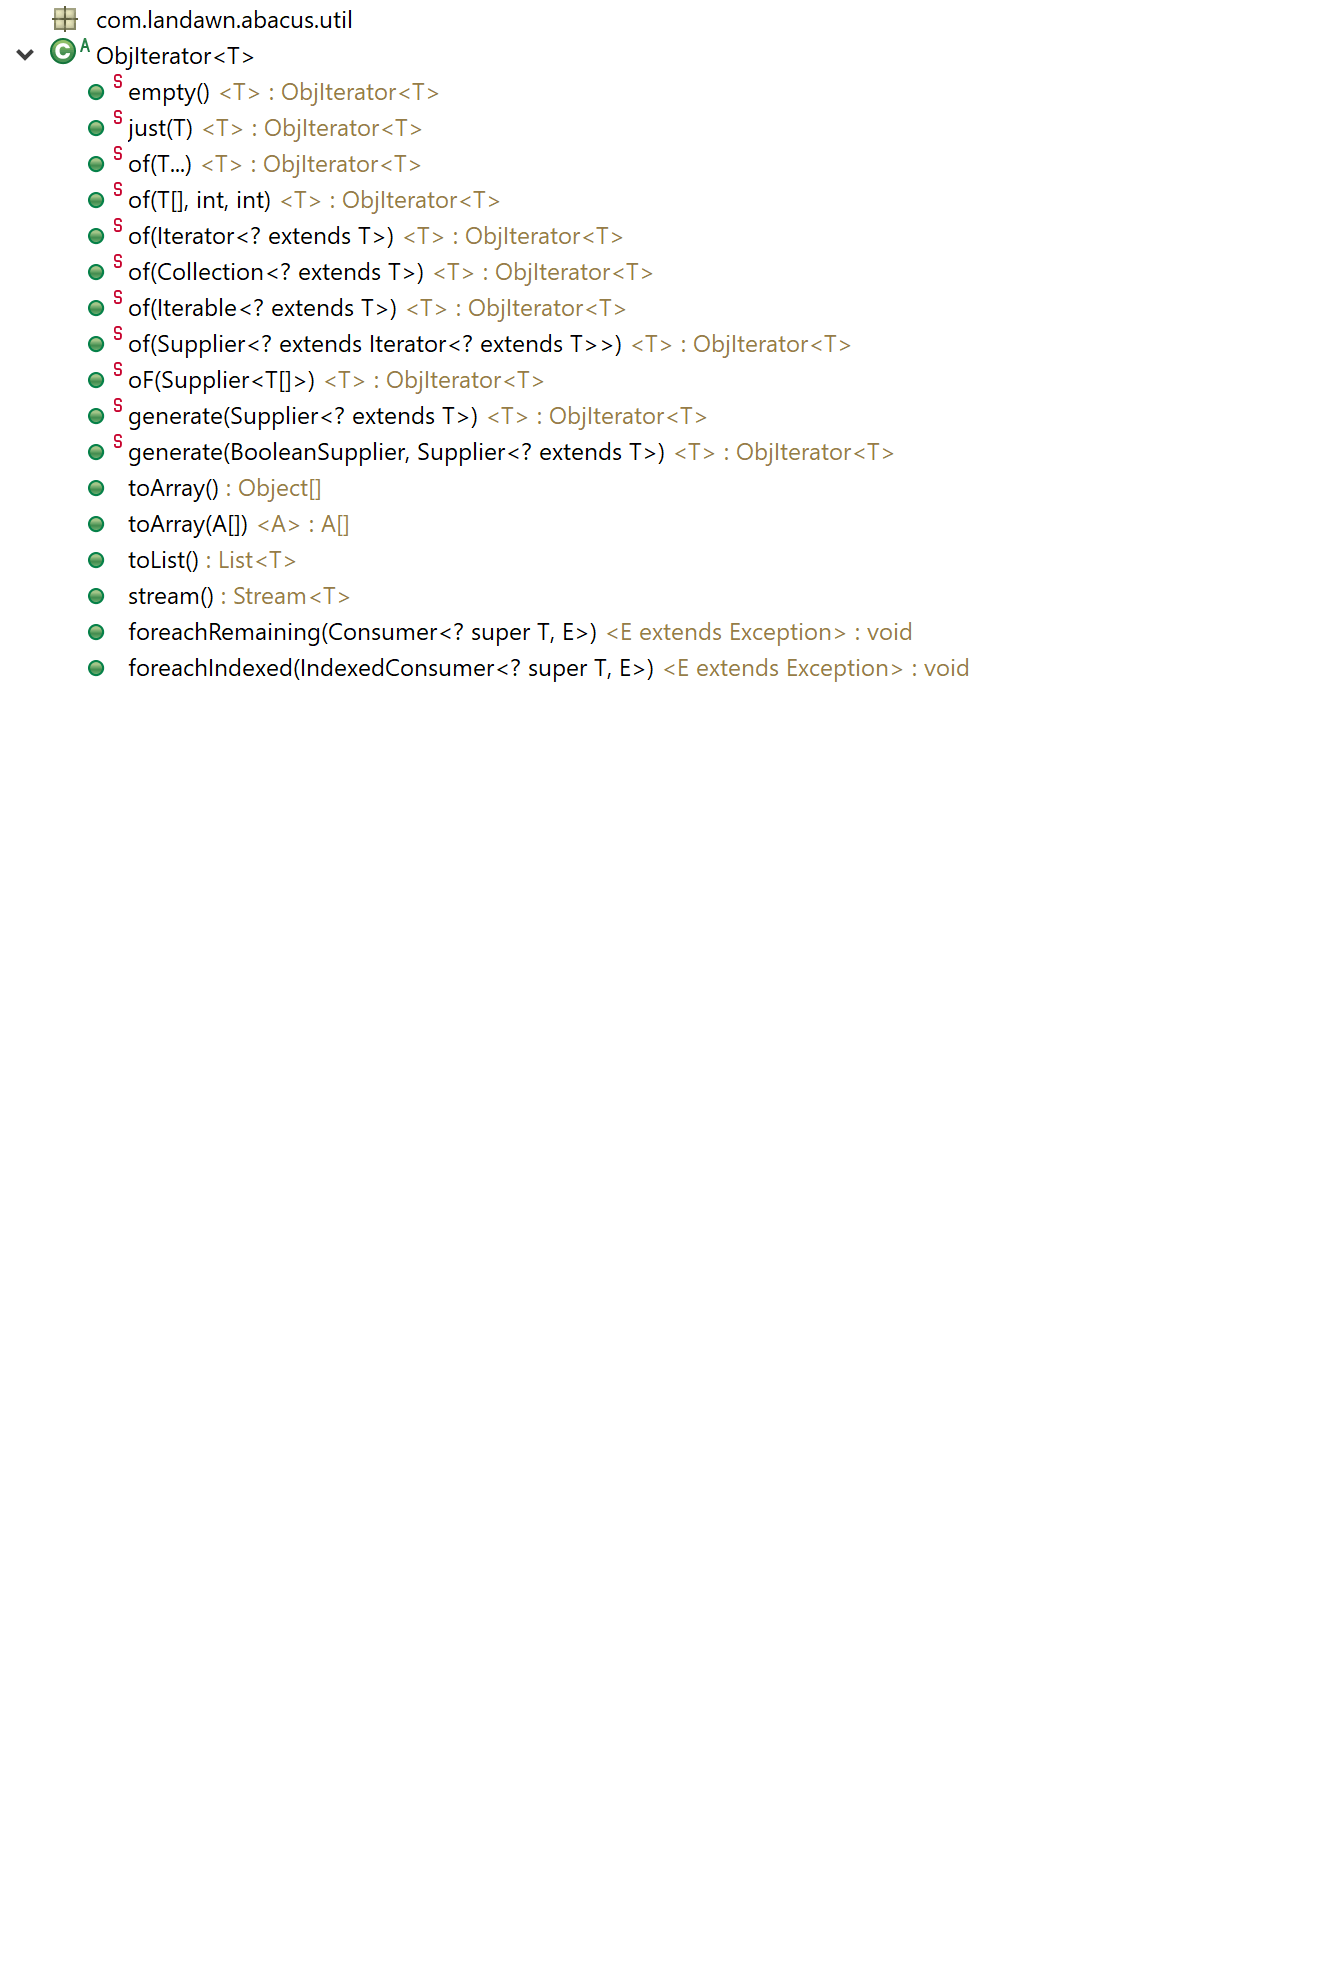 com.landawn.abacus.util
C A ObjIterator<T>
S empty() <T> : ObjIterator<T>
S just(T) <T> : ObjIterator<T>
S of(T...) <T> : ObjIterator<T>
S of(T[], int, int) <T> : ObjIterator<T>
S of(Iterator<? extends T>) <T> : ObjIterator<T>
S of(Collection<? extends T>) <T> : ObjIterator<T>
S of(Iterable<? extends T>) <T> : ObjIterator<T>
S of(Supplier<? extends Iterator<? extends T>>) <T> : ObjIterator<T>
S oF(Supplier<T[]>) <T> : ObjIterator<T>
S generate(Supplier<? extends T>) <T> : ObjIterator<T>
S generate(BooleanSupplier, Supplier<? extends T>) <T> : ObjIterator<T>
toArray() : Object[]
toArray(A[]) <A> : A[]
toList() : List<T>
stream() : Stream<T>
foreachRemaining(Consumer<? super T, E>) <E extends Exception> : void
foreachIndexed(IndexedConsumer<? super T, E>) <E extends Exception> : void